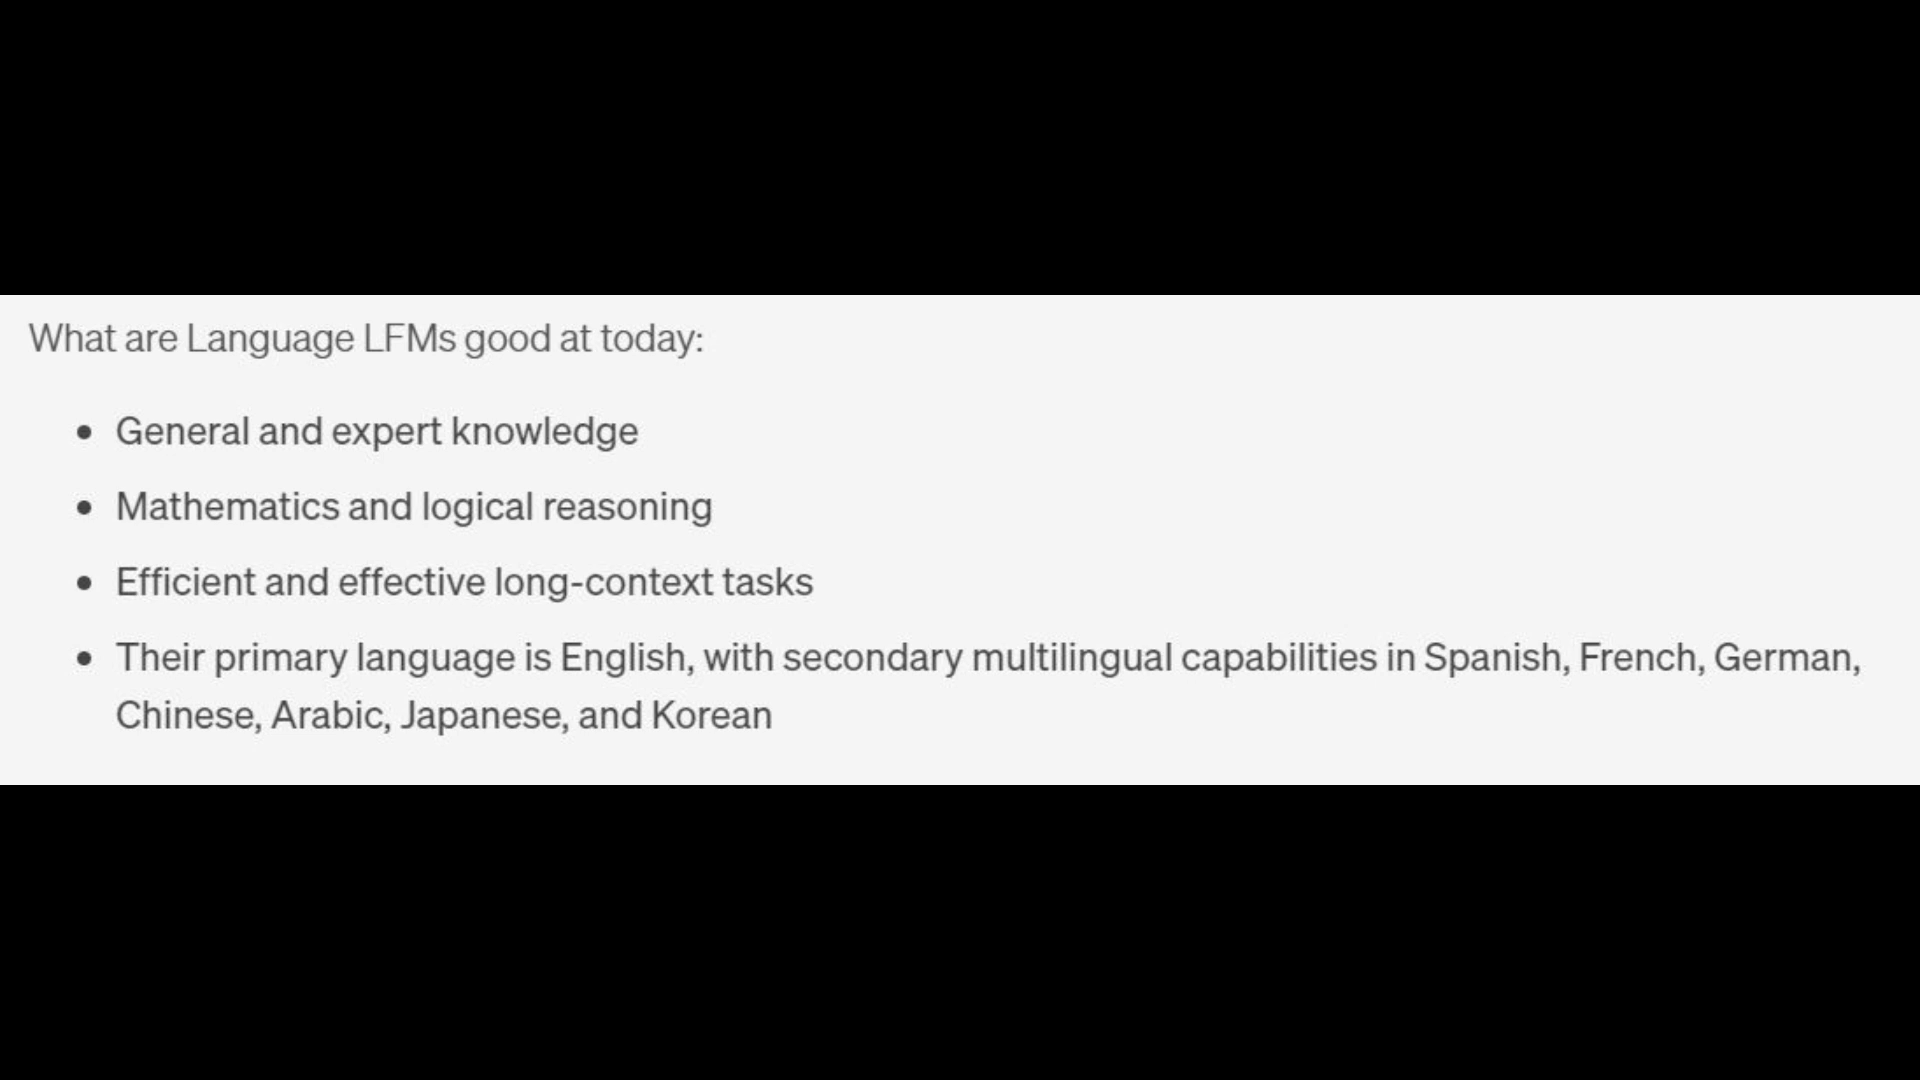 What are Language LFMs good at today:
• General and expert knowledge
• Mathematics and logical reasoning
• Efficient and effective long-context tasks
• Their primary language is English, with secondary multilingual capabilities in Spanish, French, German,
Chinese, Arabic, Japanese, and Korean